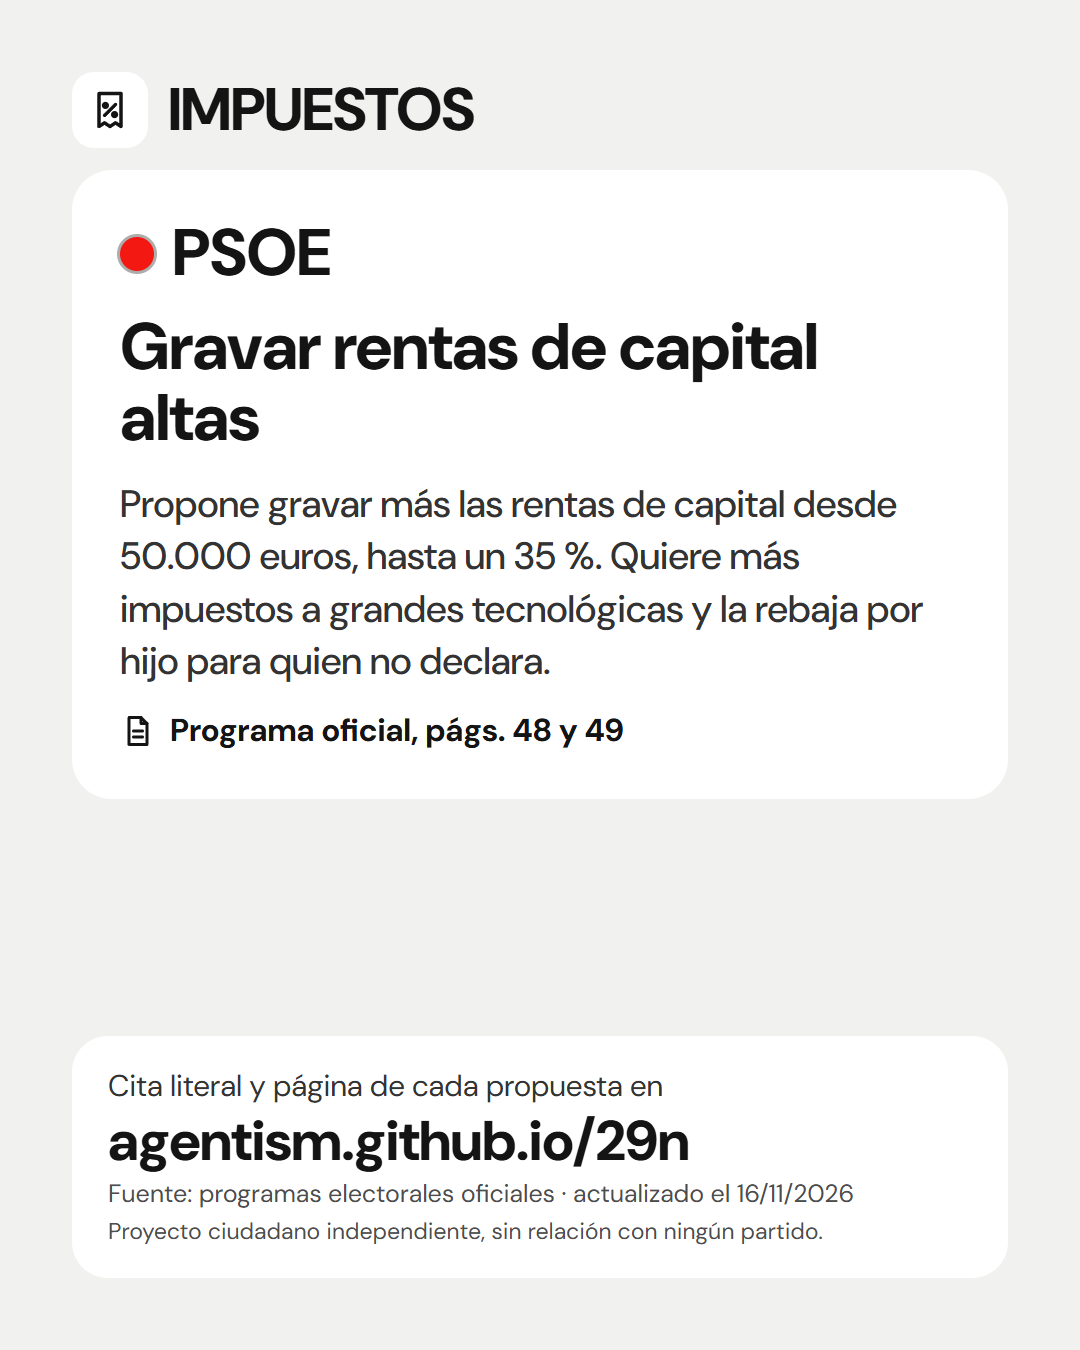 IMPUESTOS
PSOE
Gravar rentas de capital
altas
Propone gravar más las rentas de capital desde
50.000 euros, hasta un 35 %. Quiere más
impuestos a grandes tecnológicas y la rebaja por
hijo para quien no declara.
Programa oficial, págs. 48 y 49
Cita literal y página de cada propuesta en
agentism.github.io/29n
Fuente: programas electorales oficiales · actualizado el 16/11/2026
Proyecto ciudadano independiente, sin relación con ningún partido.